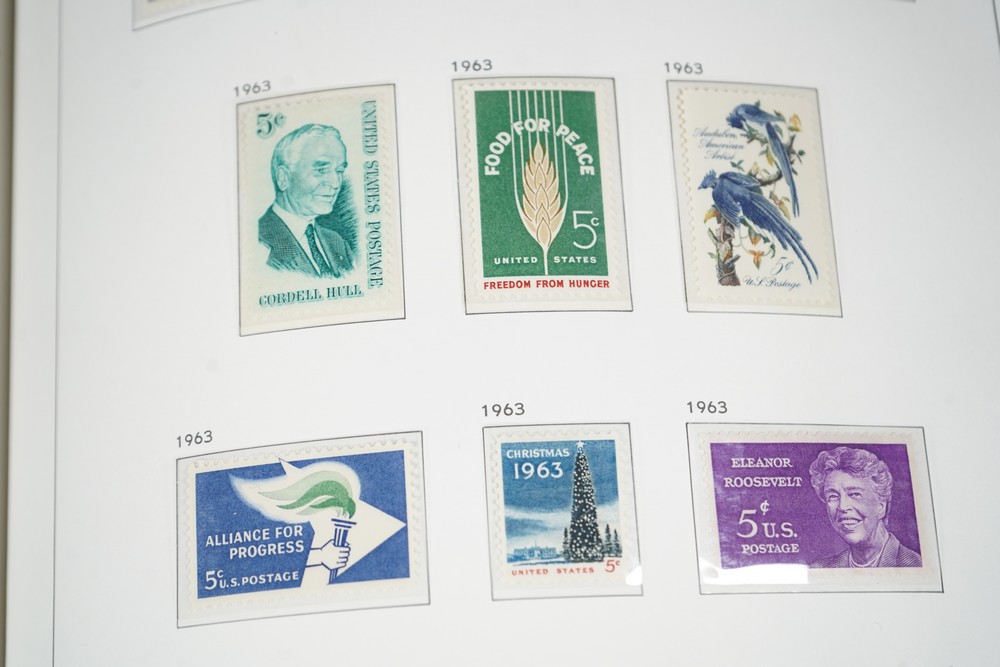 1963
5c
UNITED STATES POSTAGE
CORDELL HULL
1963
FOOD FOR PEACE
5c
UNITED STATES
FREEDOM FROM HUNGER
1963
Audubon,
American
Artist
5¢
U.S. Postage
1963
ALLIANCE FOR
PROGRESS
5c U.S. POSTAGE
1963
CHRISTMAS
1963
UNITED STATES 5c
1963
ELEANOR
ROOSEVELT
5¢ U.S.
POSTAGE